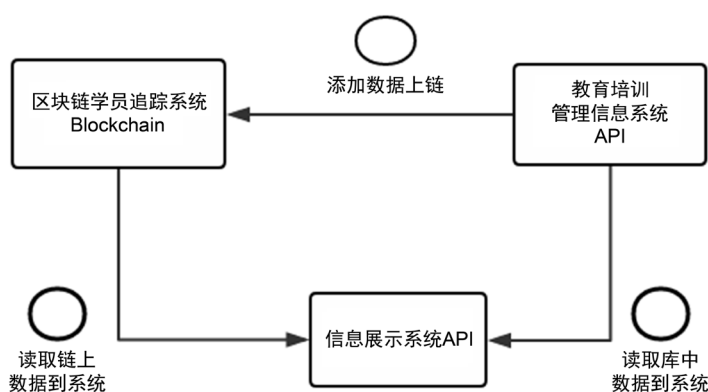 添加数据上链
区块链学员追踪系统
Blockchain
教育培训
管理信息系统
API
信息展示系统API
读取链上
数据到系统
读取库中
数据到系统